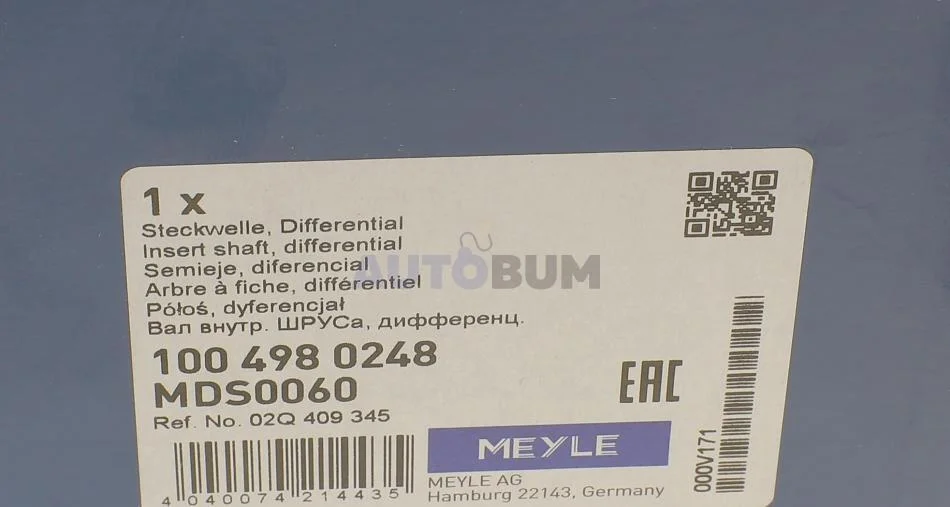 1 x
Steckwelle, Differential
Insert shaft, differential
Semieje, diferencial
Arbre à fiche, différentiel
Półoś, dyferencjał
Вал внутр. ШРУСа, дифференц.
AUTOBUM
100 498 0248
MDS0060
Ref. No. 02Q 409 345
EAC
4 040074 214435
MEYLE
MEYLE AG
Hamburg 22143, Germany
000V171